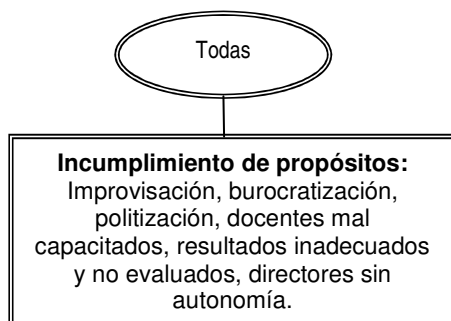 Todas
Incumplimiento de propósitos:
Improvisación, burocratización,
politización, docentes mal
capacitados, resultados inadecuados
y no evaluados, directores sin
autonomía.